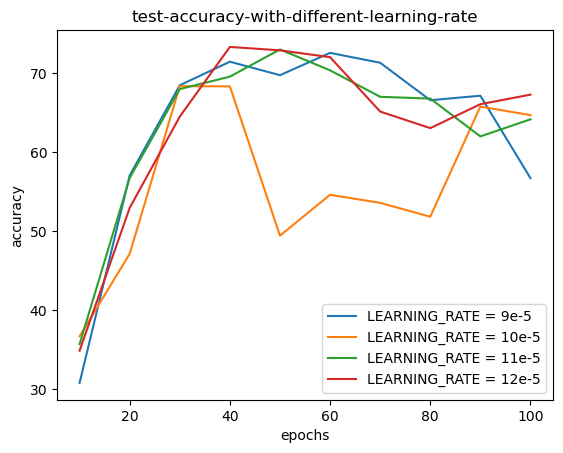 test-accuracy-with-different-learning-rate
70
60
50
40
30
accuracy
LEARNING_RATE = 9e-5
LEARNING_RATE = 10e-5
LEARNING_RATE = 11e-5
LEARNING_RATE = 12e-5
20 40 60 80 100
epochs